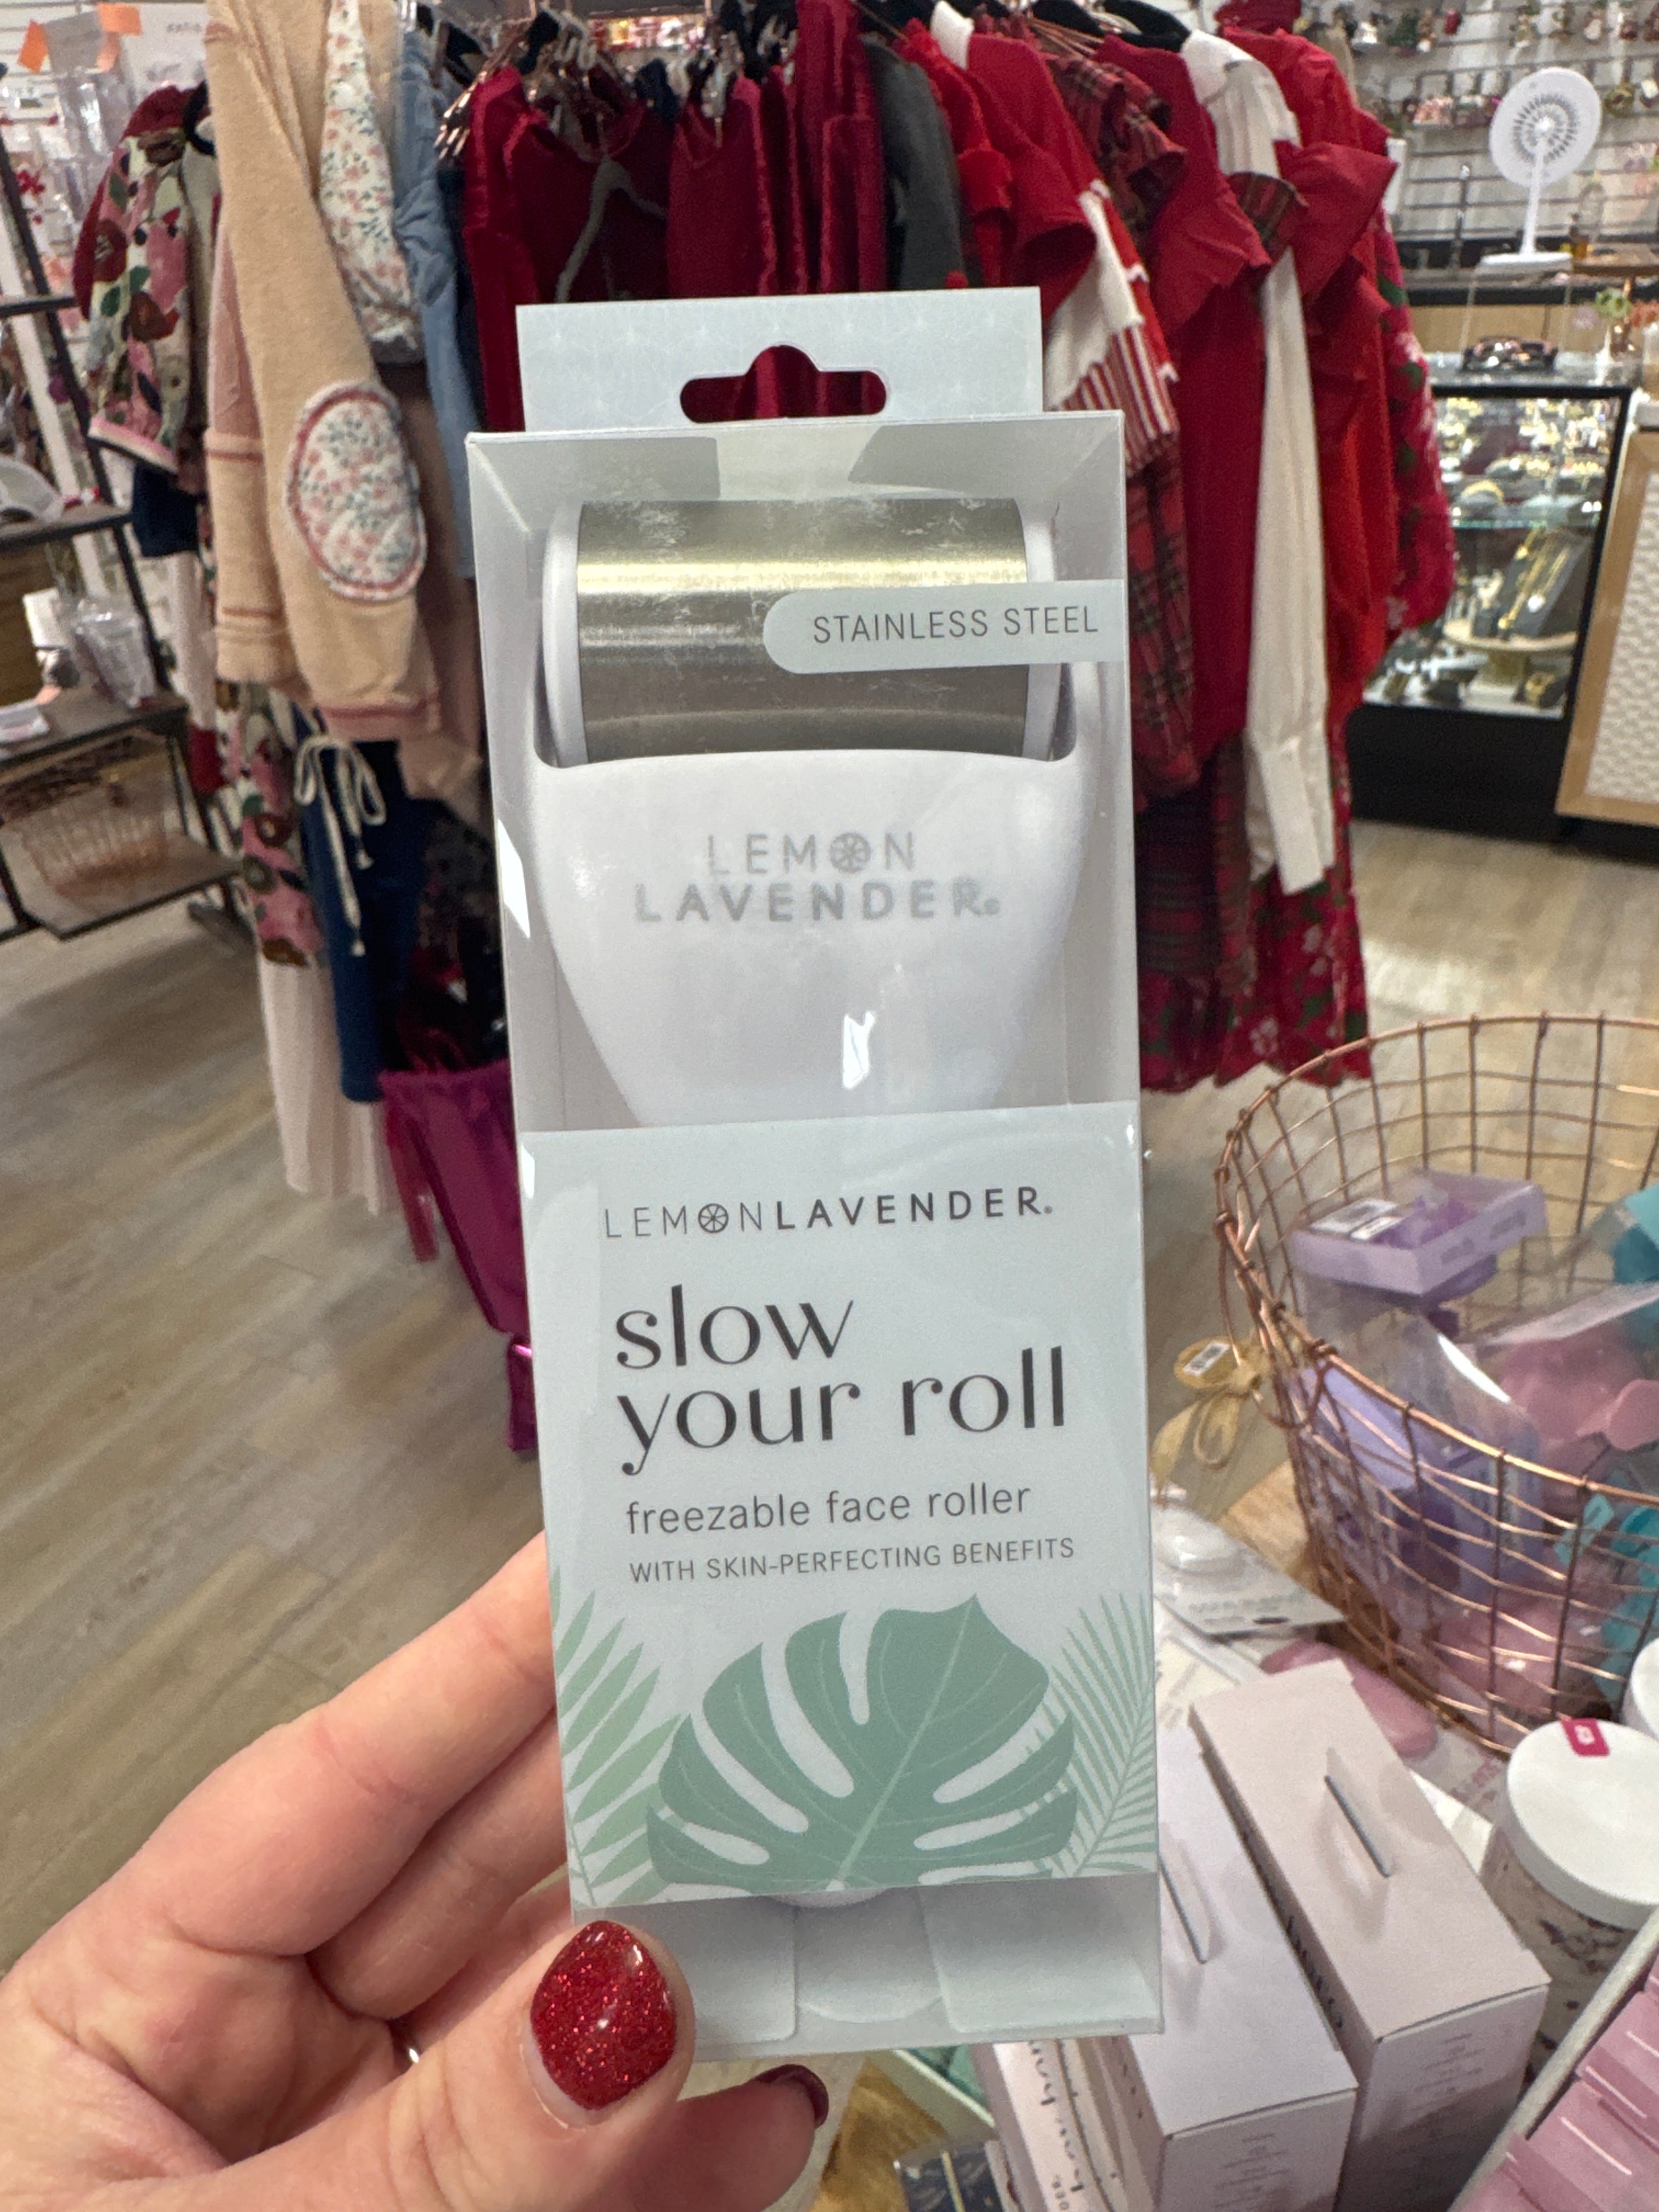 STAINLESS STEEL
LEMON
LAVENDER®
LEMONLAVENDER®
slow
your roll
freezable face roller
WITH SKIN-PERFECTING BENEFITS